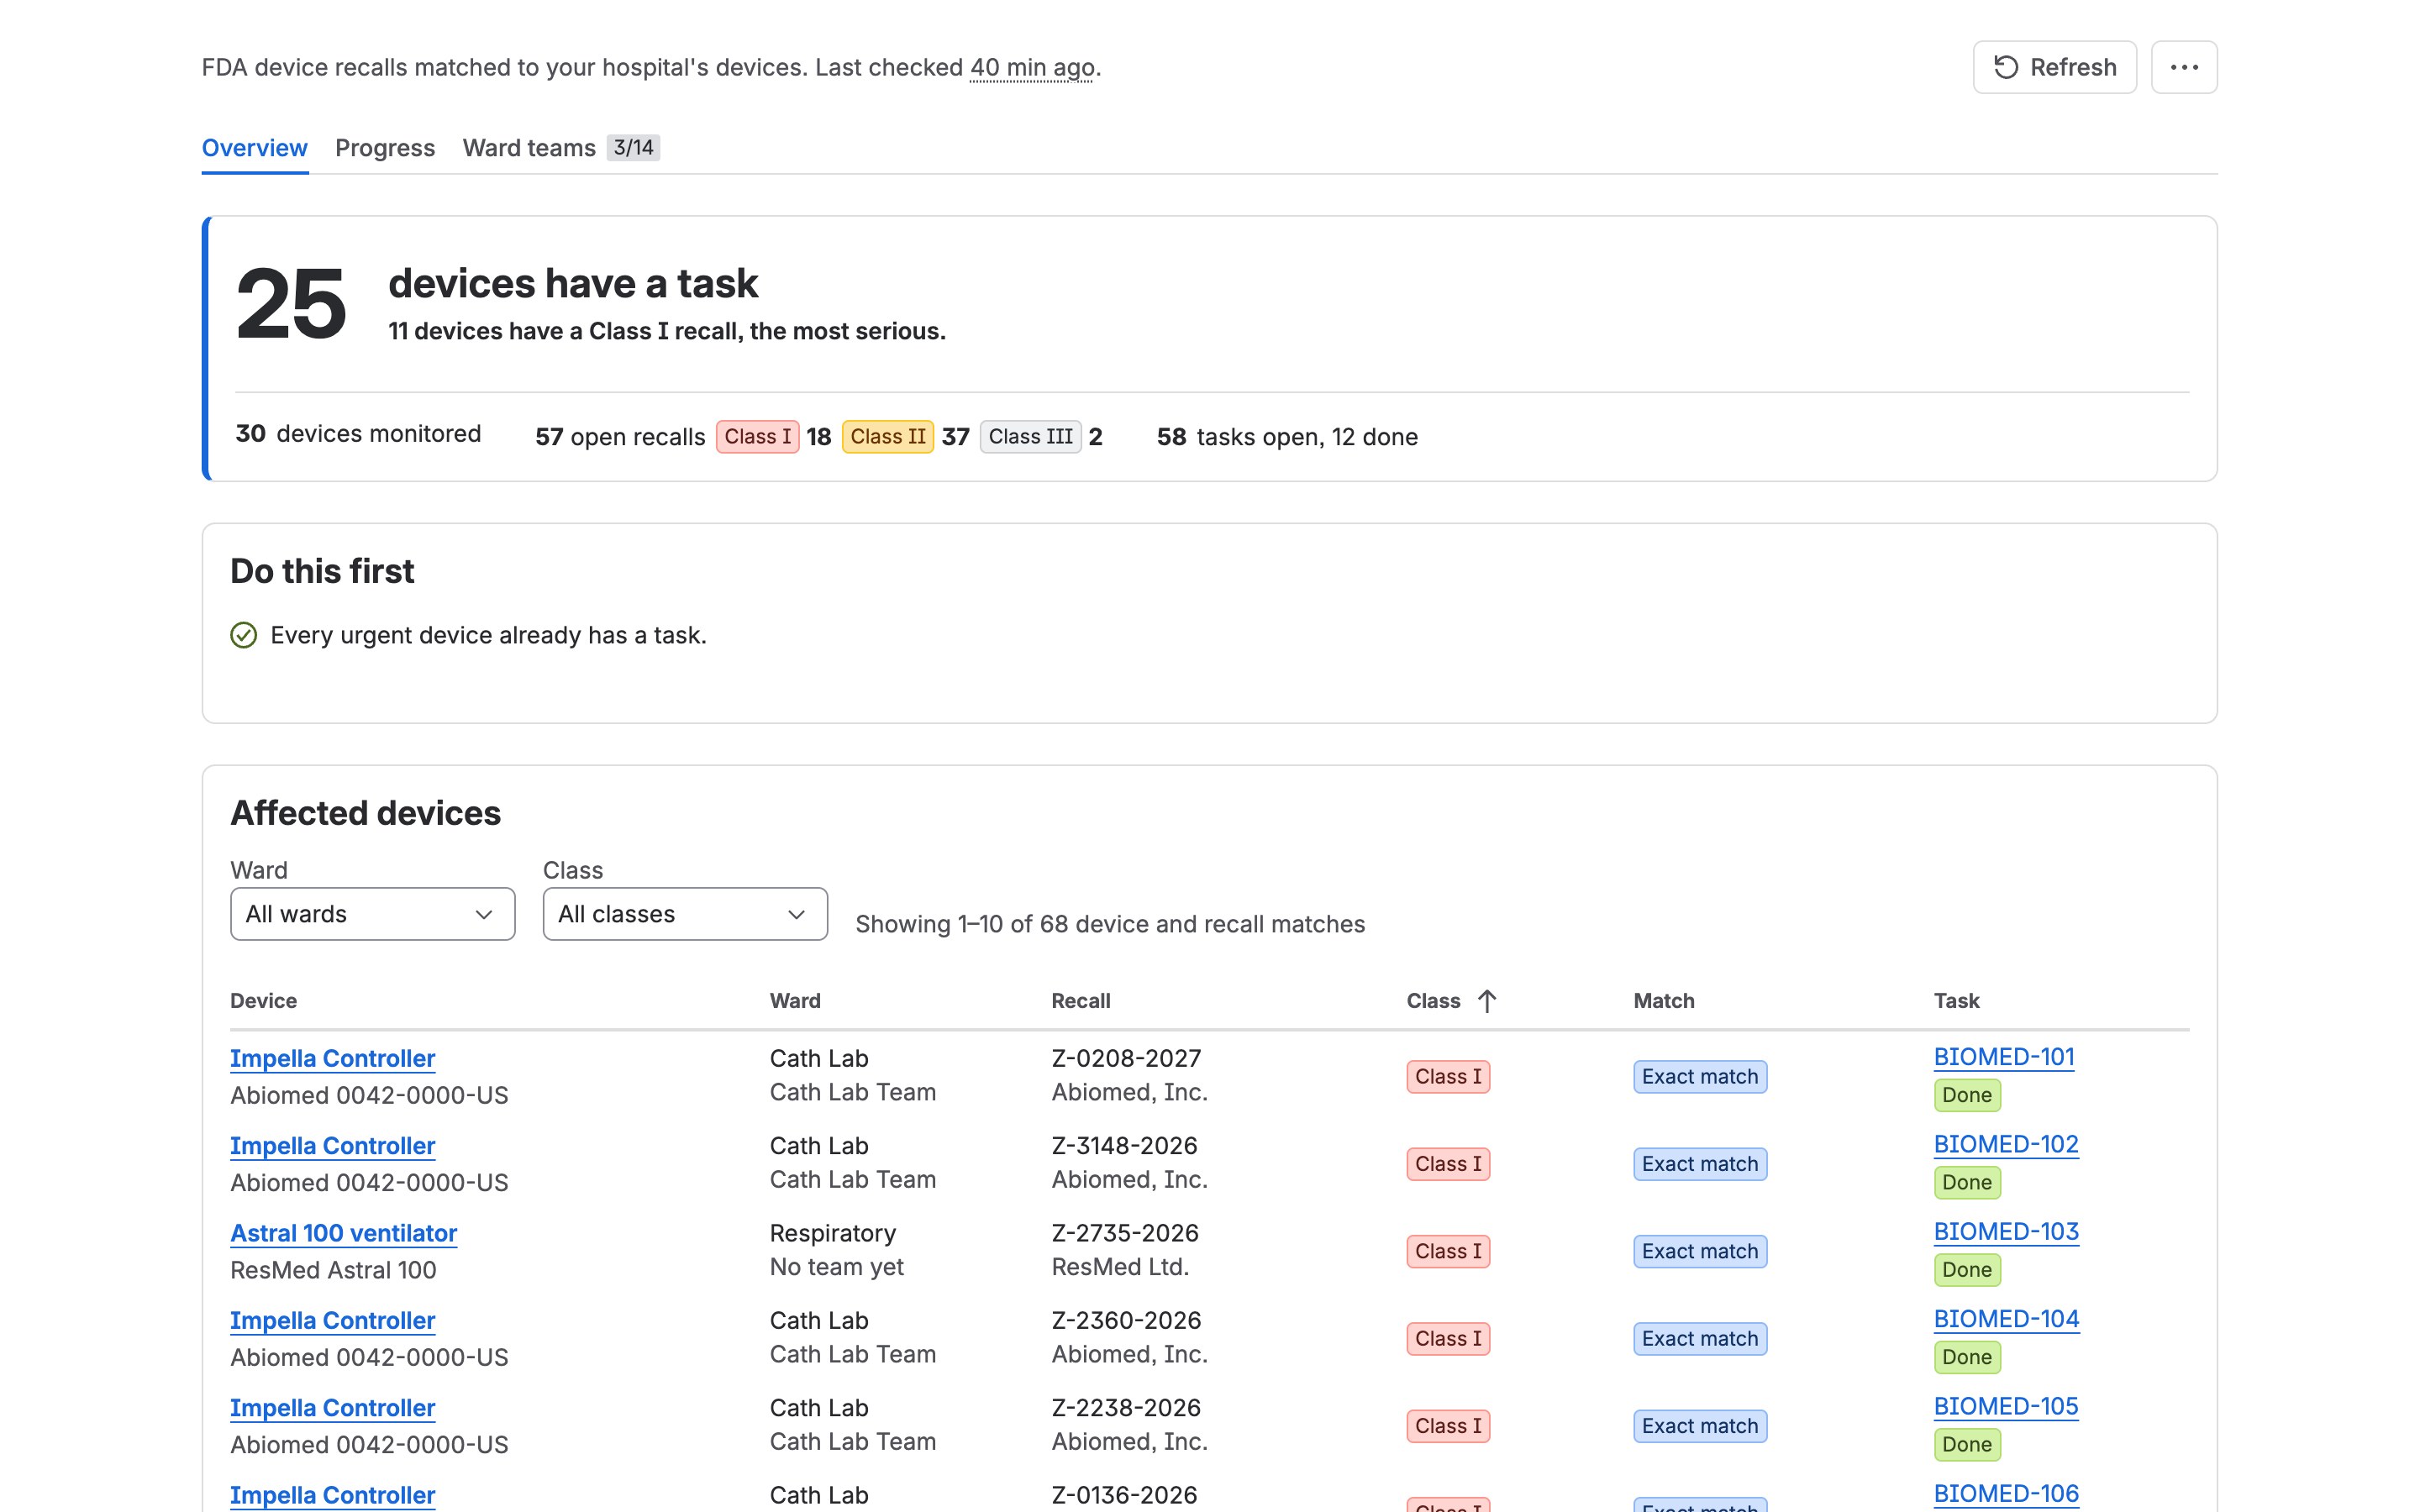 FDA device recalls matched to your hospital's devices. Last checked 40 min ago.
Refresh
Overview Progress Ward teams 3/14
25 devices have a task
11 devices have a Class I recall, the most serious.
30 devices monitored 57 open recalls Class I 18 Class II 37 Class III 2 58 tasks open, 12 done
Do this first
Every urgent device already has a task.
Affected devices
Ward Class
All wards All classes Showing 1–10 of 68 device and recall matches
Device Ward Recall Class Match Task
Impella Controller Cath Lab Z-0208-2027 Class I Exact match BIOMED-101
Abiomed 0042-0000-US Cath Lab Team Abiomed, Inc. Done
Impella Controller Cath Lab Z-3148-2026 Class I Exact match BIOMED-102
Abiomed 0042-0000-US Cath Lab Team Abiomed, Inc. Done
Astral 100 ventilator Respiratory Z-2735-2026 Class I Exact match BIOMED-103
ResMed Astral 100 No team yet ResMed Ltd. Done
Impella Controller Cath Lab Z-2360-2026 Class I Exact match BIOMED-104
Abiomed 0042-0000-US Cath Lab Team Abiomed, Inc. Done
Impella Controller Cath Lab Z-2238-2026 Class I Exact match BIOMED-105
Abiomed 0042-0000-US Cath Lab Team Abiomed, Inc. Done
Impella Controller Cath Lab Z-0136-2026 Class I Exact match BIOMED-106